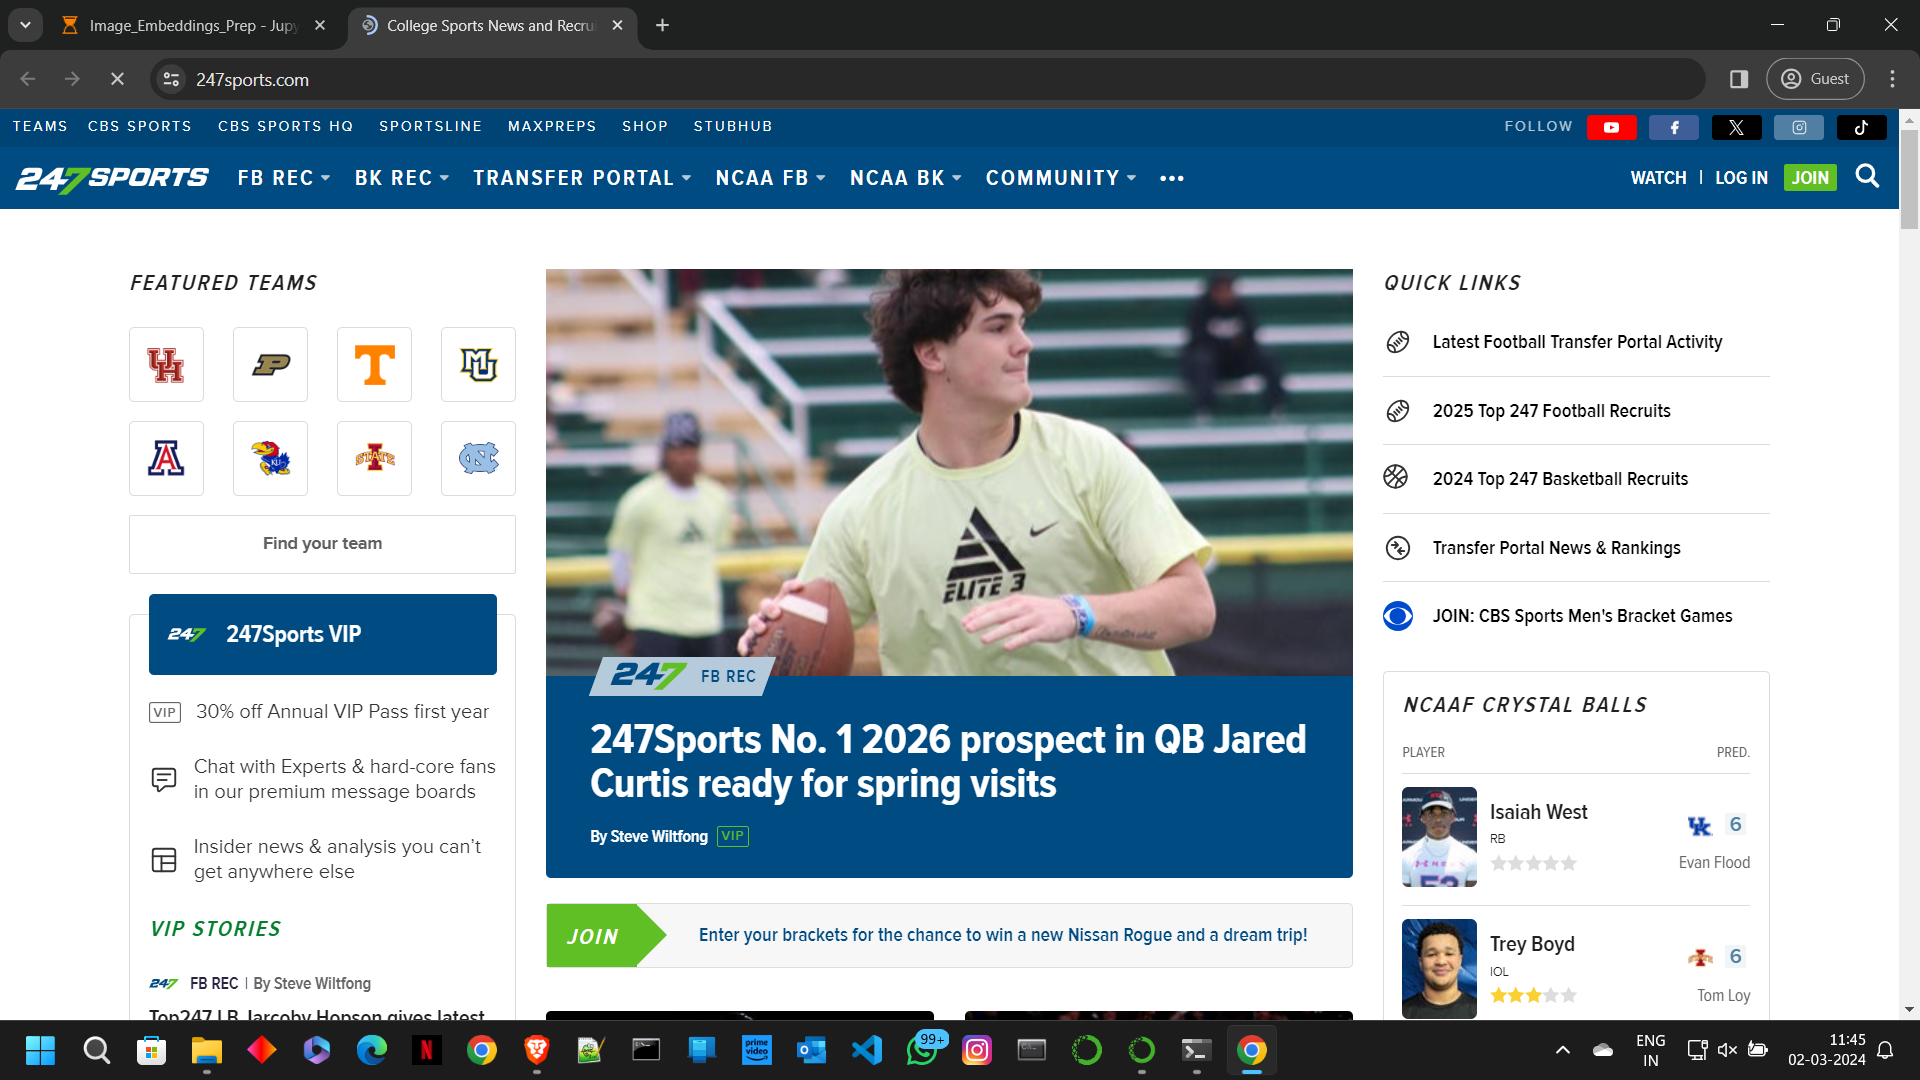 Image_Embeddings_Prep - Jupy
College Sports News and Recrui
247sports.com
Guest
TEAMS CBS SPORTS CBS SPORTS HQ SPORTSLINE MAXPREPS SHOP STUBHUB
FOLLOW
247SPORTS
FB REC BK REC TRANSFER PORTAL NCAA FB NCAA BK COMMUNITY
WATCH | LOG IN JOIN
FEATURED TEAMS
Find your team
247 247Sports VIP
VIP 30% off Annual VIP Pass first year
Chat with Experts & hard-core fans
in our premium message boards
Insider news & analysis you can't
get anywhere else
VIP STORIES
247 FB REC | By Steve Wiltfong
Top247 LB Jarcoby Hopson gives latest
ELITE 3
247 FB REC
247Sports No. 1 2026 prospect in QB Jared
Curtis ready for spring visits
By Steve Wiltfong VIP
JOIN
Enter your brackets for the chance to win a new Nissan Rogue and a dream trip!
QUICK LINKS
Latest Football Transfer Portal Activity
2025 Top 247 Football Recruits
2024 Top 247 Basketball Recruits
Transfer Portal News & Rankings
JOIN: CBS Sports Men's Bracket Games
NCAAF CRYSTAL BALLS
PLAYER PRED.
Isaiah West
RB
6
Evan Flood
Trey Boyd
IOL
6
Tom Loy
99+
prime
video
ENG
IN
11:45
02-03-2024